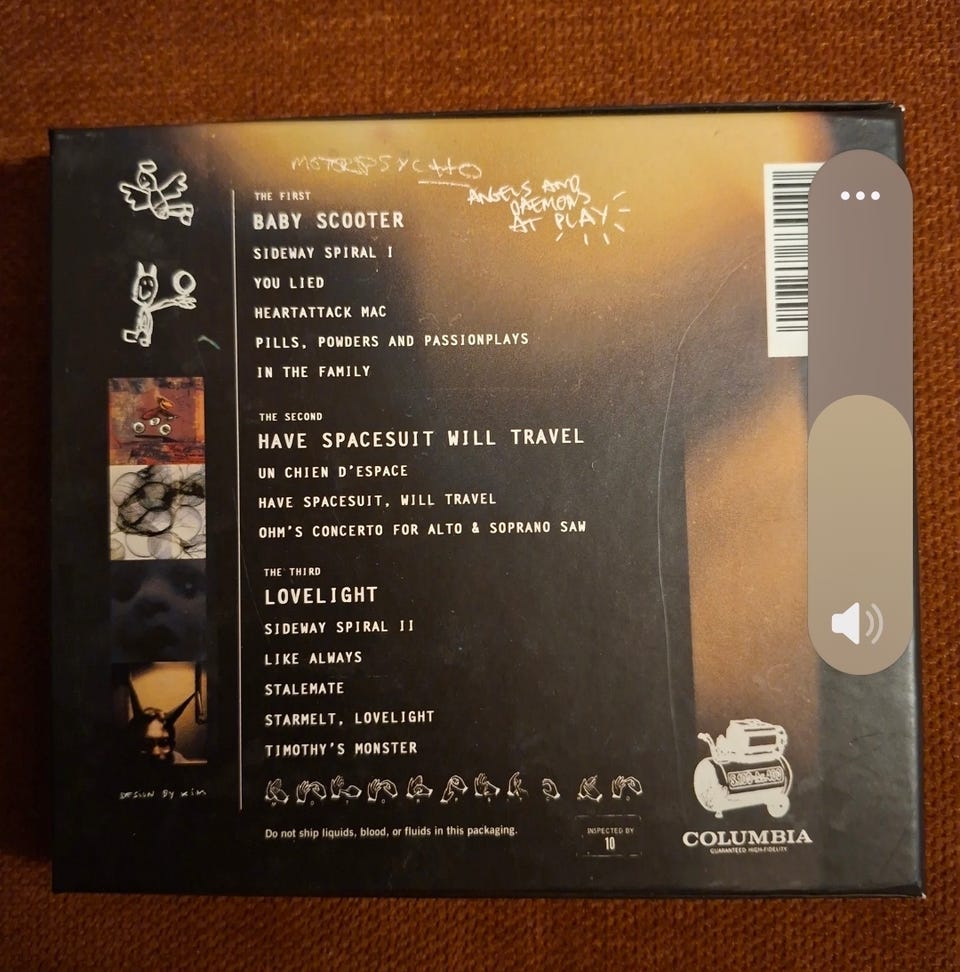 MOTORPSYCHO
ANGELS AND
DAEMONS
AT PLAY
THE FIRST
BABY SCOOTER
SIDEWAY SPIRAL I
YOU LIED
HEARTATTACK MAC
PILLS, POWDERS AND PASSIONPLAYS
IN THE FAMILY
THE SECOND
HAVE SPACESUIT WILL TRAVEL
UN CHIEN D'ESPACE
HAVE SPACESUIT, WILL TRAVEL
OHM'S CONCERTO FOR ALTO & SOPRANO SAW
THE THIRD
LOVELIGHT
SIDEWAY SPIRAL II
LIKE ALWAYS
STALEMATE
STARMELT, LOVELIGHT
TIMOTHY'S MONSTER
DESIGN BY KIM
Do not ship liquids, blood, or fluids in this packaging.
INSPECTED BY
10
COLUMBIA
GUARANTEED HIGH-FIDELITY